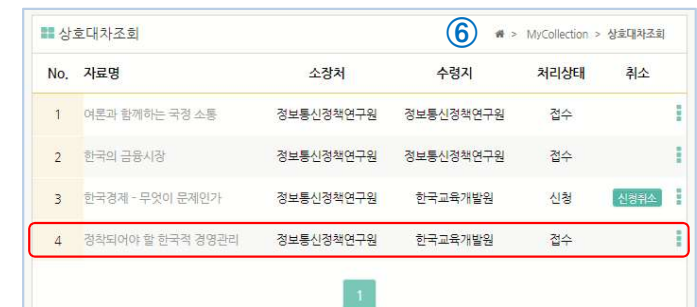 상호대차조회 ⑥ > MyCollection > 상호대차조회
No. 자료명 소장처 수령지 처리상태 취소
1 여론과 함께하는 국정 소통 정보통신정책연구원 정보통신정책연구원 접수
2 한국의 금융시장 정보통신정책연구원 정보통신정책연구원 접수
3 한국경제 - 무엇이 문제인가 정보통신정책연구원 한국교육개발원 신청 신청취소
4 정착되어야 할 한국적 경영관리 정보통신정책연구원 한국교육개발원 접수
1